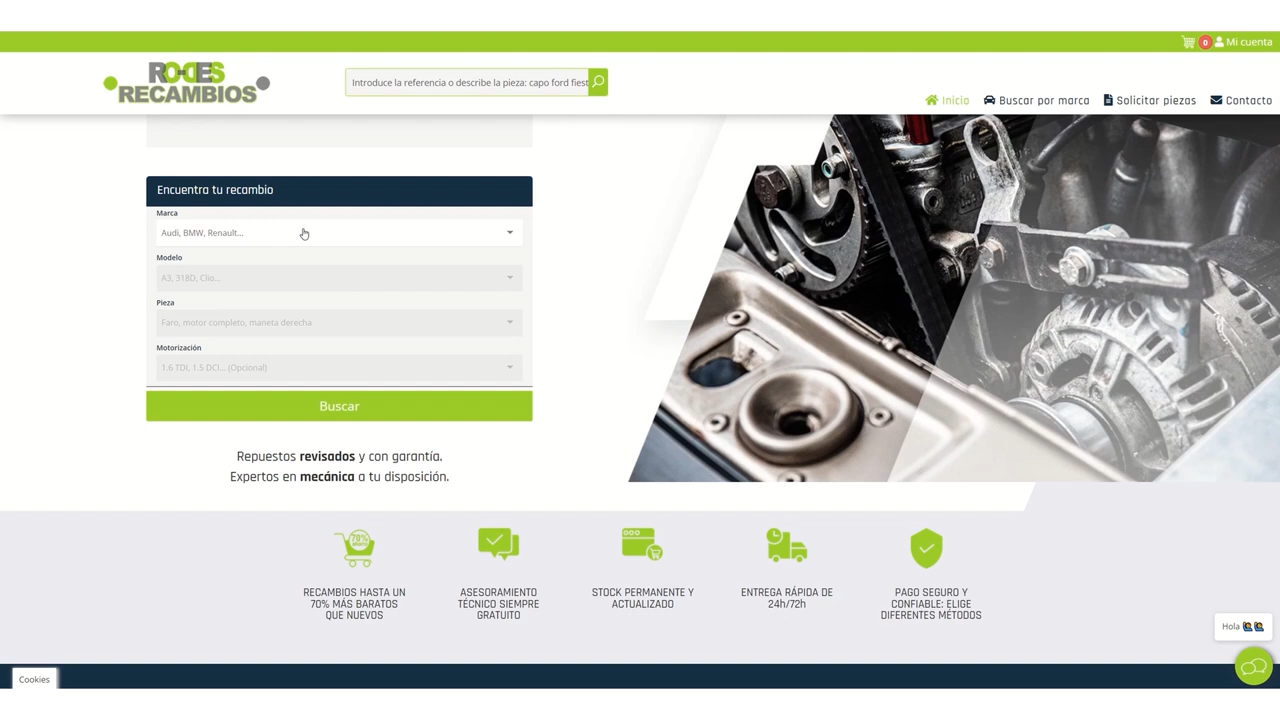 0 Mi cuenta
RODES
RECAMBIOS
Introduce la referencia o describe la pieza: capo ford fiest
Inicio
Buscar por marca
Solicitar piezas
Contacto
Encuentra tu recambio
Marca
Audi, BMW, Renault...
Modelo
A3, 318D, Clio...
Pieza
Faro, motor completo, maneta derecha
Motorización
1.6 TDI, 1.5 DCI... (Opcional)
Buscar
Repuestos revisados y con garantía.
Expertos en mecánica a tu disposición.
70%
RECAMBIOS HASTA UN
70% MÁS BARATOS
QUE NUEVOS
ASESORAMIENTO
TÉCNICO SIEMPRE
GRATUITO
STOCK PERMANENTE Y
ACTUALIZADO
ENTREGA RÁPIDA DE
24h/72h
PAGO SEGURO Y
CONFIABLE: ELIGE
DIFERENTES MÉTODOS
Hola 🙋🙋
Cookies